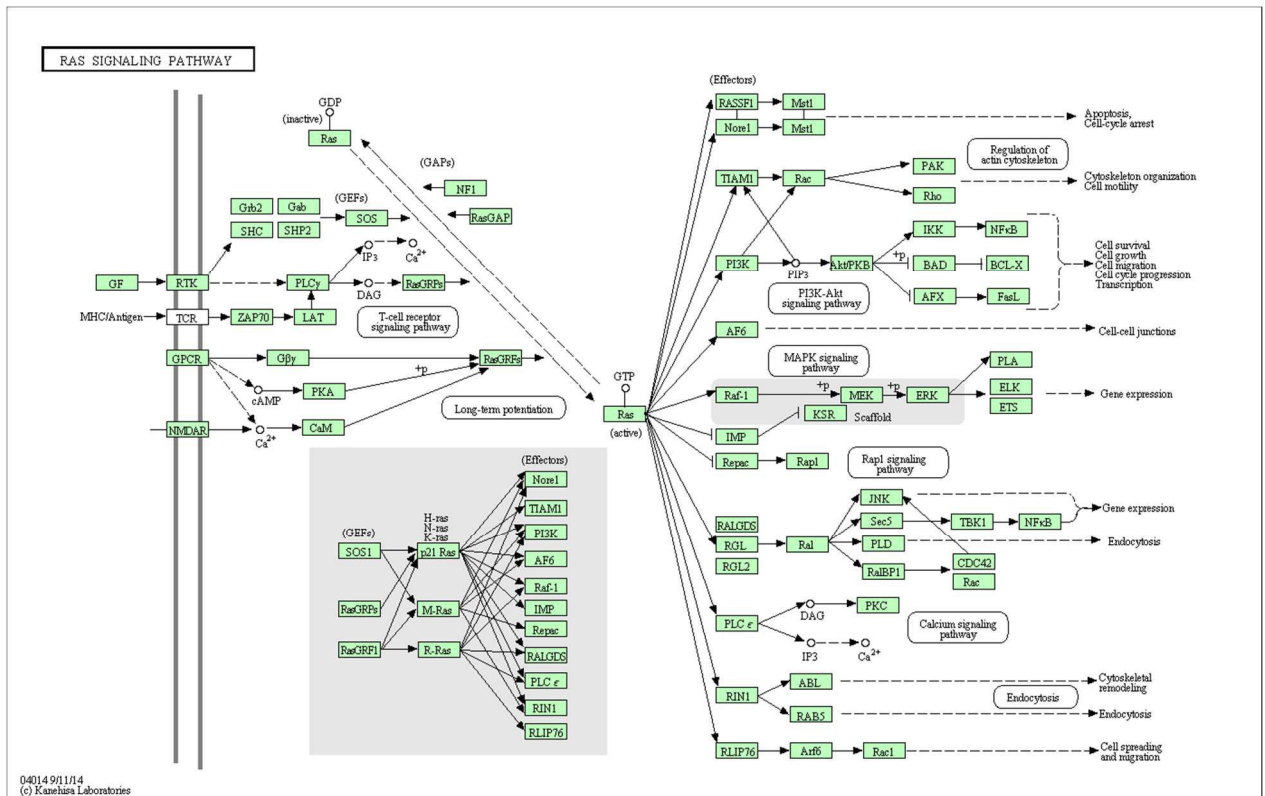 RAS SIGNALING PATHWAY
GDP
(inactive)
Ras
(GAPs)
NF1
RasGAP
Grb2
Gab
(GEFs)
SHC
SHP2
SOS
IP3
Ca2+
GF
RTK
PLCγ
DAG
RasGRPs
MHC/Antigen
TCR
ZAP70
LAT
T-cell receptor
signaling pathway
GPCR
Gβγ
RasGRFs
+p
cAMP
PKA
NMDAR
Ca2+
CaM
Long-term potentiation
GTP
Ras
(active)
(Effectors)
RASSF1
Mst1
Nore1
Mst1
Apoptosis,
Cell-cycle arrest
Regulation of
actin cytoskeleton
TIAM1
Rac
PAK
Rho
Cytoskeleton organization
Cell motility
PI3K
PIP3
Akt/PKB
+p
IKK
NFκB
BAD
BCL-X
AFX
FasL
Cell survival
Cell growth
Cell migration
Cell cycle progression
Transcription
PI3K-Akt
signaling pathway
AF6
Cell-cell junctions
MAPK signaling
pathway
Raf-1
+p
MEK
+p
ERK
PLA
ELK
ETS
Gene expression
KSR
Scaffold
IMP
Repac
Rap1
Rap1 signaling
pathway
RALGDS
RGL
RGL2
Ral
JNK
Sec5
TBK1
NFκB
Gene expression
PLD
Endocytosis
RalBP1
CDC42
Rac
PLC ε
DAG
PKC
IP3
Ca2+
Calcium signaling
pathway
RIN1
ABL
Cytoskeletal
remodeling
RAB5
Endocytosis
Endocytosis
RLIP76
Arf6
Rac1
Cell spreading
and migration
(GEFs)
SOS1
RasGRPs
RasGRF1
H-ras
N-ras
K-ras
p21 Ras
M-Ras
R-Ras
(Effectors)
Nore1
TIAM1
PI3K
AF6
Raf-1
IMP
Repac
RALGDS
PLC ε
RIN1
RLIP76
04014 9/11/14
(c) Kanehisa Laboratories